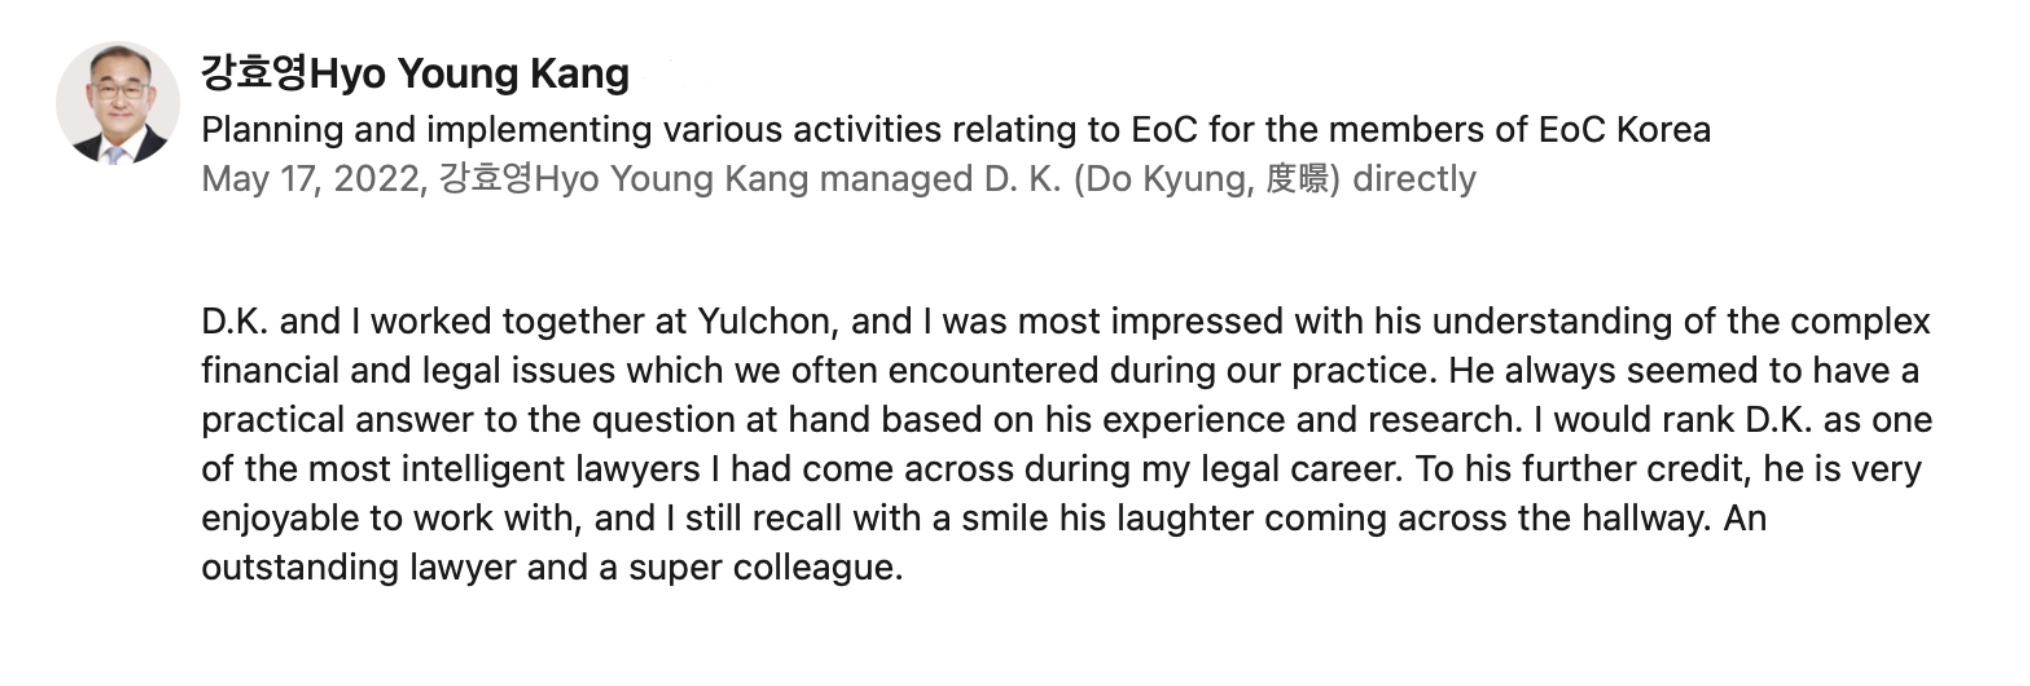 강효영Hyo Young Kang
Planning and implementing various activities relating to EoC for the members of EoC Korea
May 17, 2022, 강효영Hyo Young Kang managed D. K. (Do Kyung, 度暻) directly
D.K. and I worked together at Yulchon, and I was most impressed with his understanding of the complex
financial and legal issues which we often encountered during our practice. He always seemed to have a
practical answer to the question at hand based on his experience and research. I would rank D.K. as one
of the most intelligent lawyers I had come across during my legal career. To his further credit, he is very
enjoyable to work with, and I still recall with a smile his laughter coming across the hallway. An
outstanding lawyer and a super colleague.